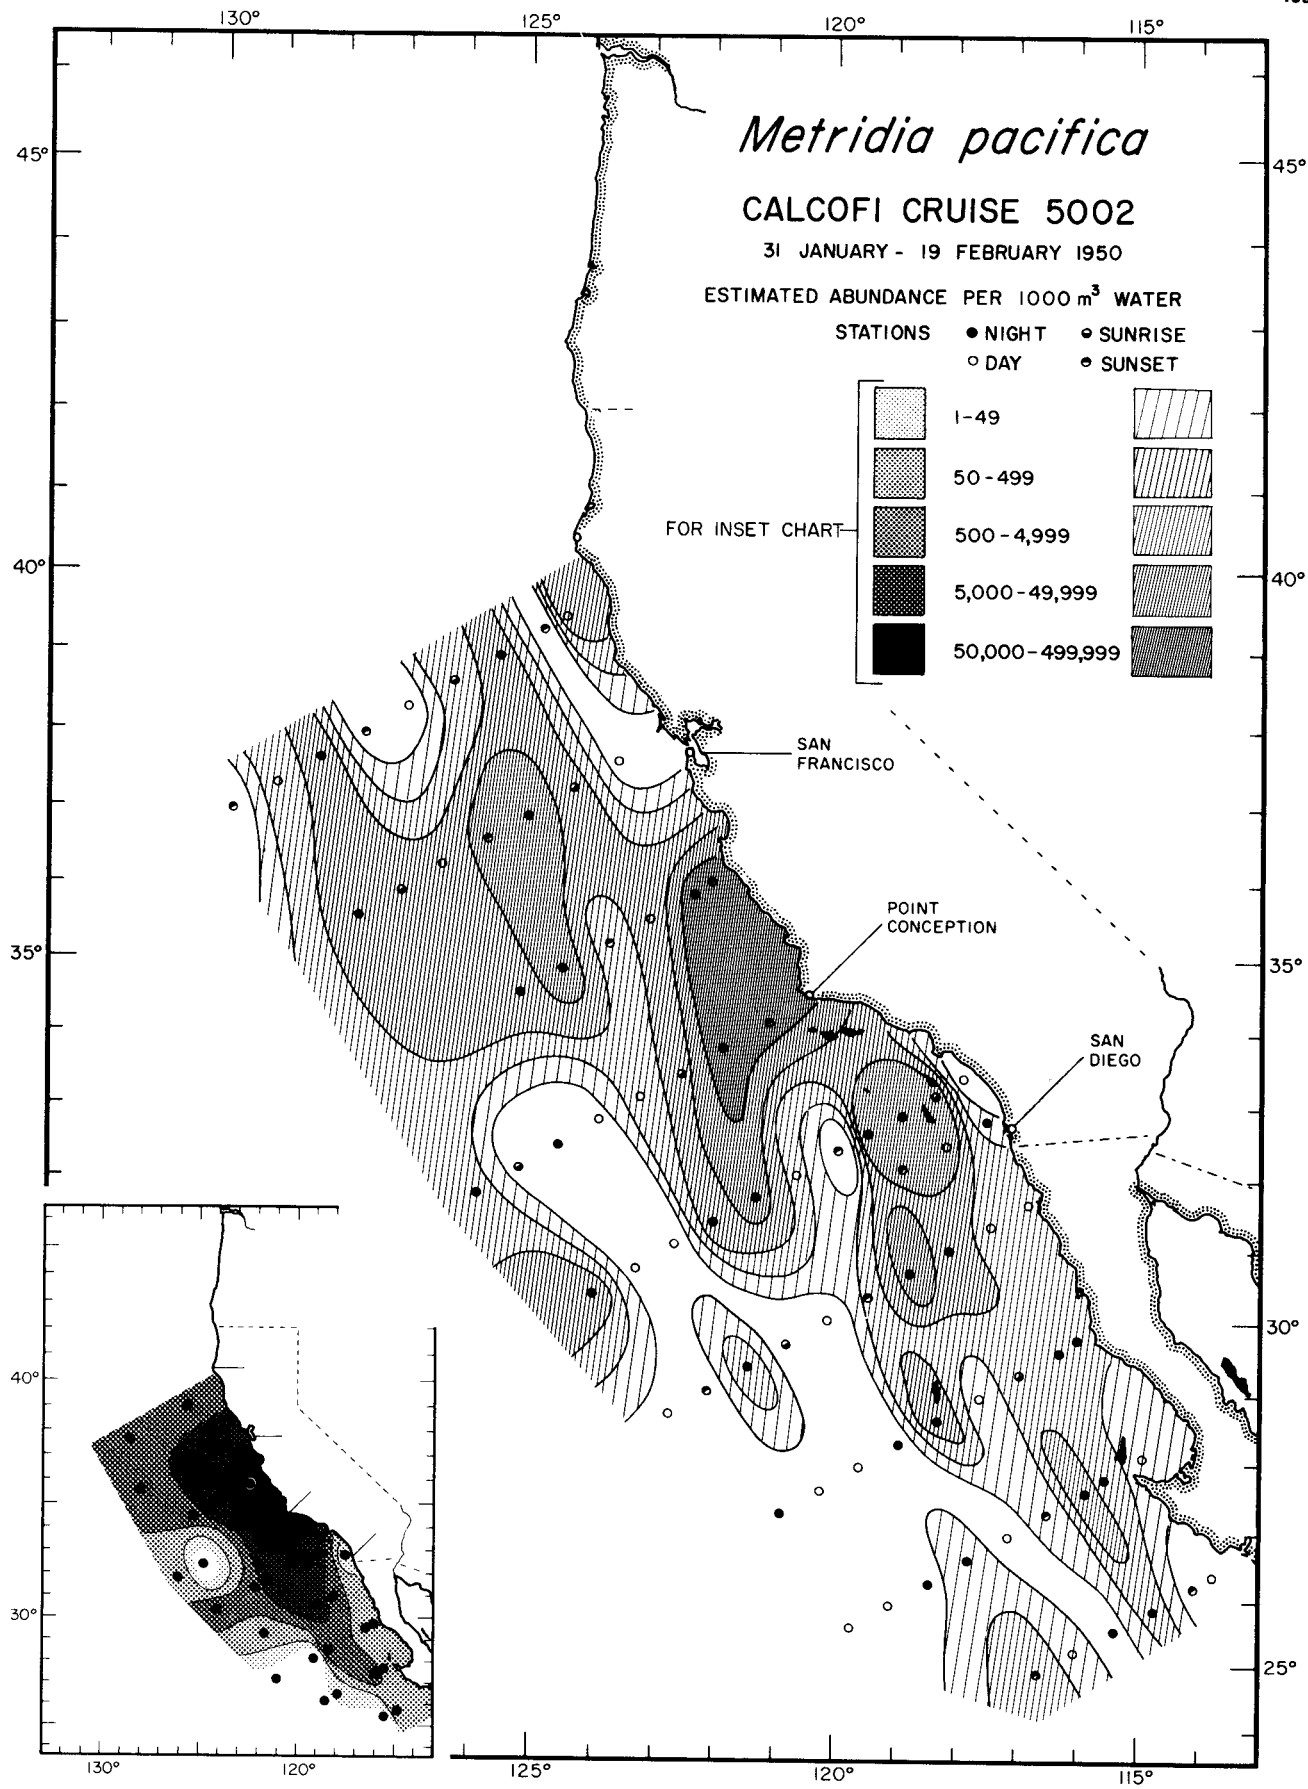 130° 125° 120° 115°
Metridia pacifica
45° 45°
CALCOFI CRUISE 5002
31 JANUARY - 19 FEBRUARY 1950
ESTIMATED ABUNDANCE PER 1000 m³ WATER
STATIONS ● NIGHT ◒ SUNRISE
○ DAY ◓ SUNSET
1-49
50-499
FOR INSET CHART
500-4,999
40° 40°
5,000-49,999
50,000-499,999
SAN
FRANCISCO
POINT
CONCEPTION
35° 35°
SAN
DIEGO
30°
40°
30°
25°
130° 120° 125° 120° 115°